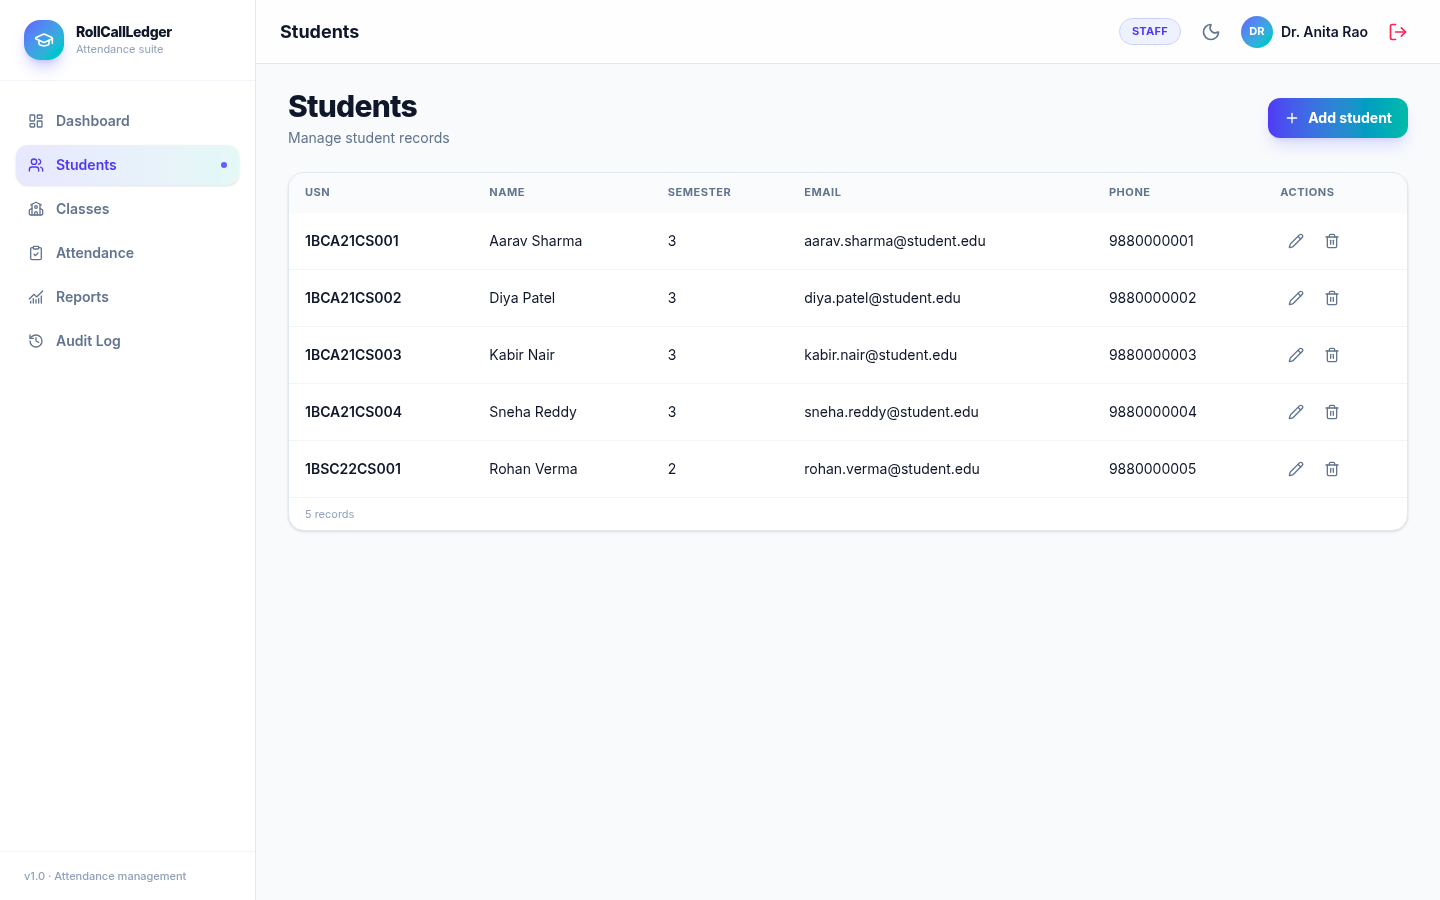 RollCallLedger
Attendance suite
Dashboard
Students
Classes
Attendance
Reports
Audit Log
v1.0 · Attendance management
Students
STAFF
DR
Dr. Anita Rao
Students
Manage student records
Add student
USN NAME SEMESTER EMAIL PHONE ACTIONS
1BCA21CS001 Aarav Sharma 3 aarav.sharma@student.edu 9880000001
1BCA21CS002 Diya Patel 3 diya.patel@student.edu 9880000002
1BCA21CS003 Kabir Nair 3 kabir.nair@student.edu 9880000003
1BCA21CS004 Sneha Reddy 3 sneha.reddy@student.edu 9880000004
1BSC22CS001 Rohan Verma 2 rohan.verma@student.edu 9880000005
5 records